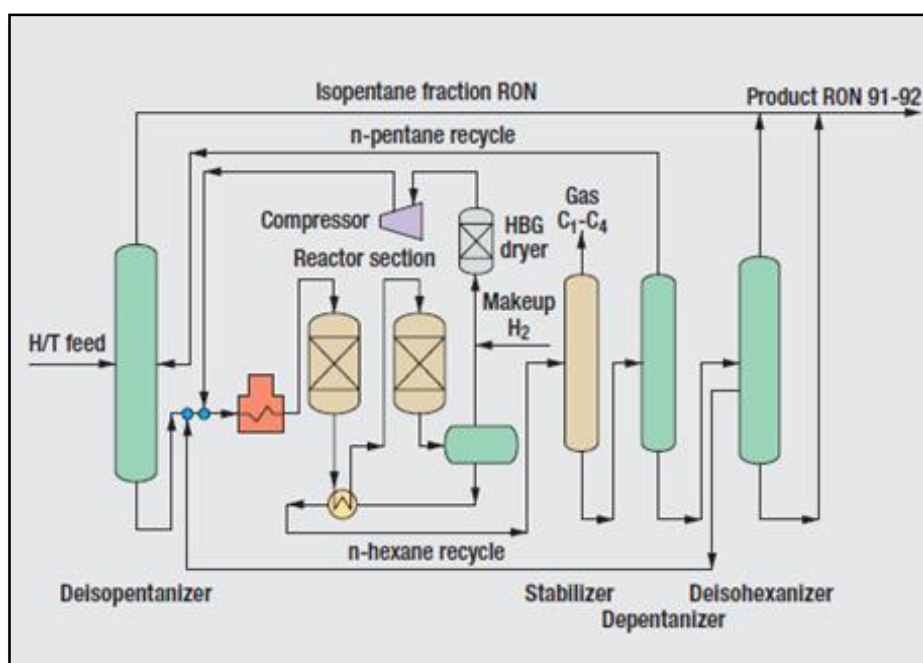 Isopentane fraction RON
Product RON 91-92
n-pentane recycle
Gas
C₁-C₄
Compressor
HBG
dryer
Reactor section
Makeup
H₂
H/T feed
n-hexane recycle
Deisopentanizer
Stabilizer
Deisohexanizer
Depentanizer